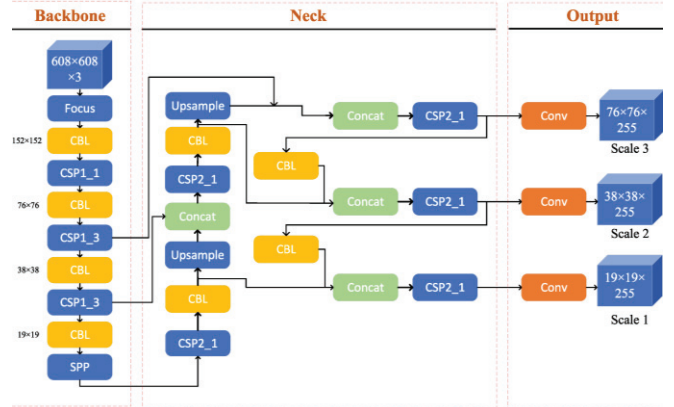 Backbone
Neck
Output
608×608
×3
Focus
152×152
CBL
CSP1_1
76×76
CBL
CSP1_3
38×38
CBL
CSP1_3
19×19
CBL
SPP
Upsample
CBL
CSP2_1
Concat
Upsample
CBL
CSP2_1
Concat
CSP2_1
CBL
Concat
CSP2_1
CBL
Concat
CSP2_1
Conv
76×76×
255
Scale 3
Conv
38×38×
255
Scale 2
Conv
19×19×
255
Scale 1